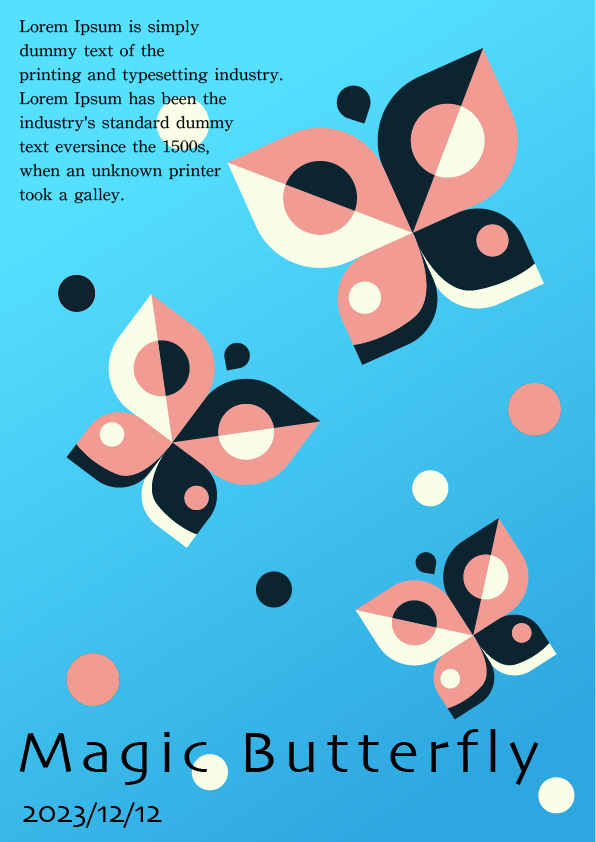 Lorem Ipsum is simply
dummy text of the
printing and typesetting industry.
Lorem Ipsum has been the
industry's standard dummy
text eversince the 1500s,
when an unknown printer
took a galley.
Magic Butterfly
2023/12/12